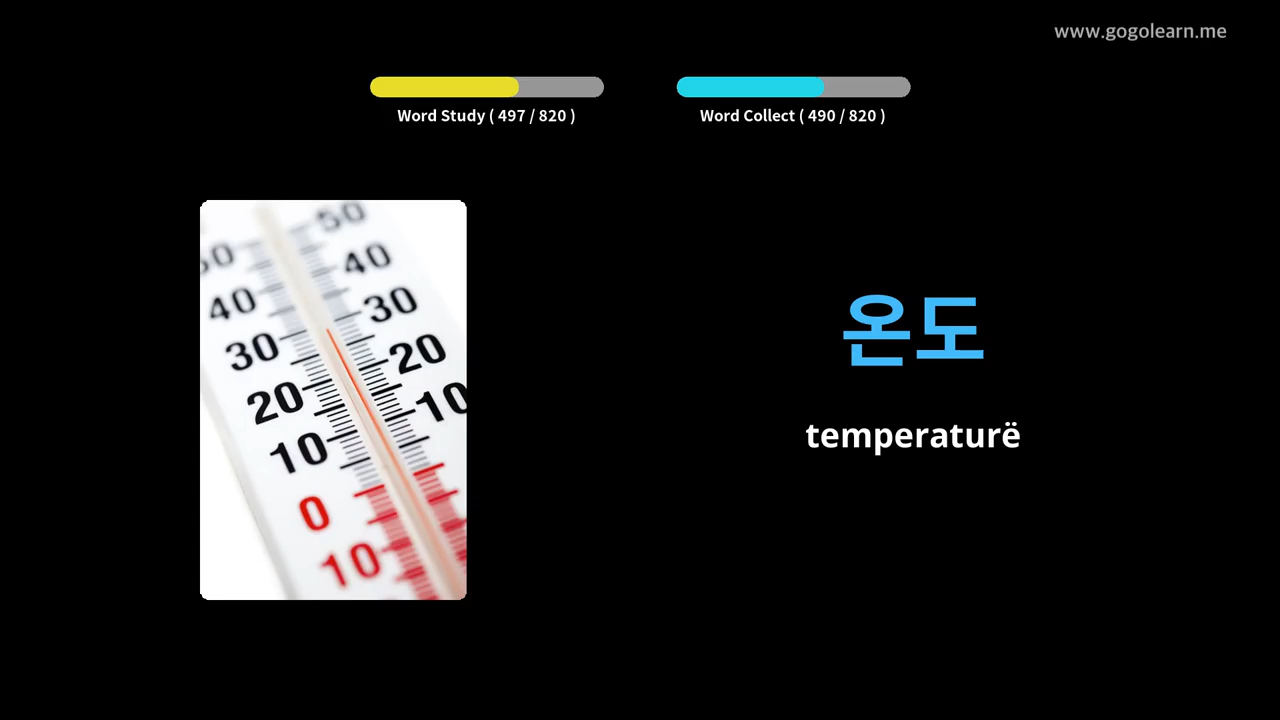 www.gogolearn.me
Word Study ( 497 / 820 )
Word Collect ( 490 / 820 )
50
50
40
40
30
30
20
20
10
10
0
10
온도
temperaturë